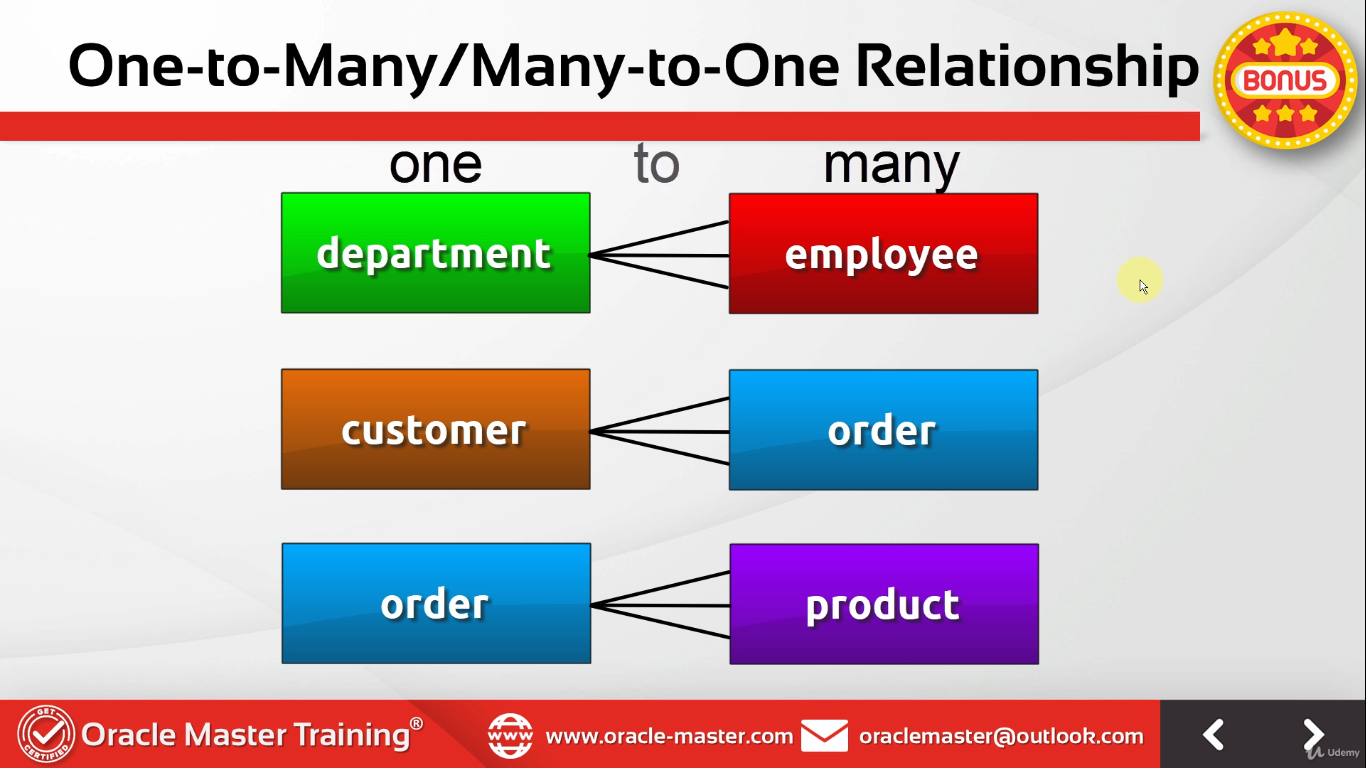 One-to-Many/Many-to-One Relationship
BONUS
one to many
department employee
customer order
order product
GET CERTIFIED
Oracle Master Training®
www
www.oracle-master.com
oraclemaster@outlook.com
Udemy